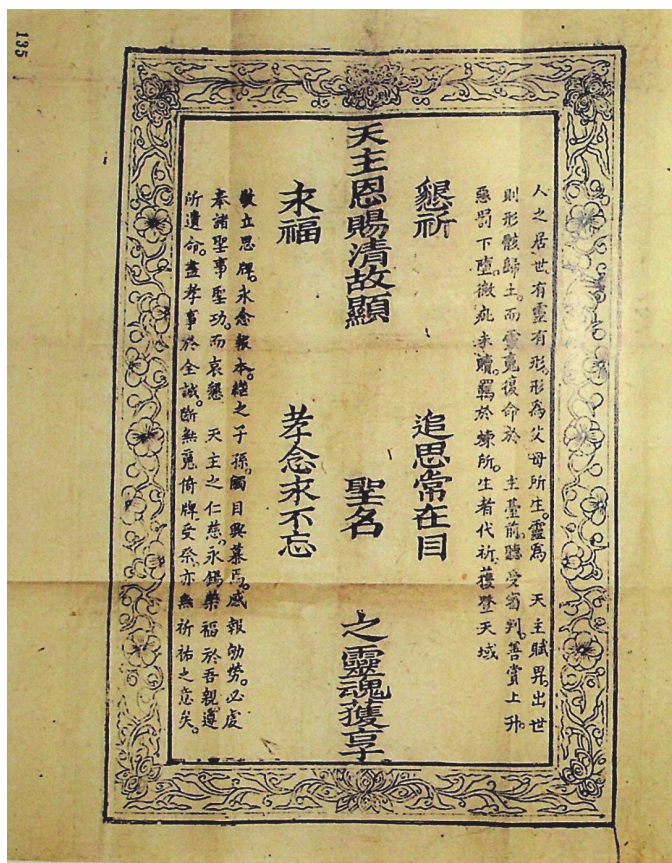 135
人之居世有靈有形。形為父母所生。靈為 天主賦畀。出世
則形骸歸土。而靈魂復命於 主臺前。聽受審判。善賞上升。
惡罰下墮。微疵未贖。羈於煉所。生者代祈。獲登天域
懇祈 追思常在目
天主恩賜清故顯 聖名 之靈魂獲享
永福 孝念永不忘
敬立思牌。永念報本。繼之子孫。觸目興慕焉。感報劬勞。必虔
奉諸聖事聖功。而哀懇 天主之仁慈。永錫榮福於吾親遵
所遺命。盡孝事於全誠。断無魂倚牌受祭。亦無祈祐之意矣。